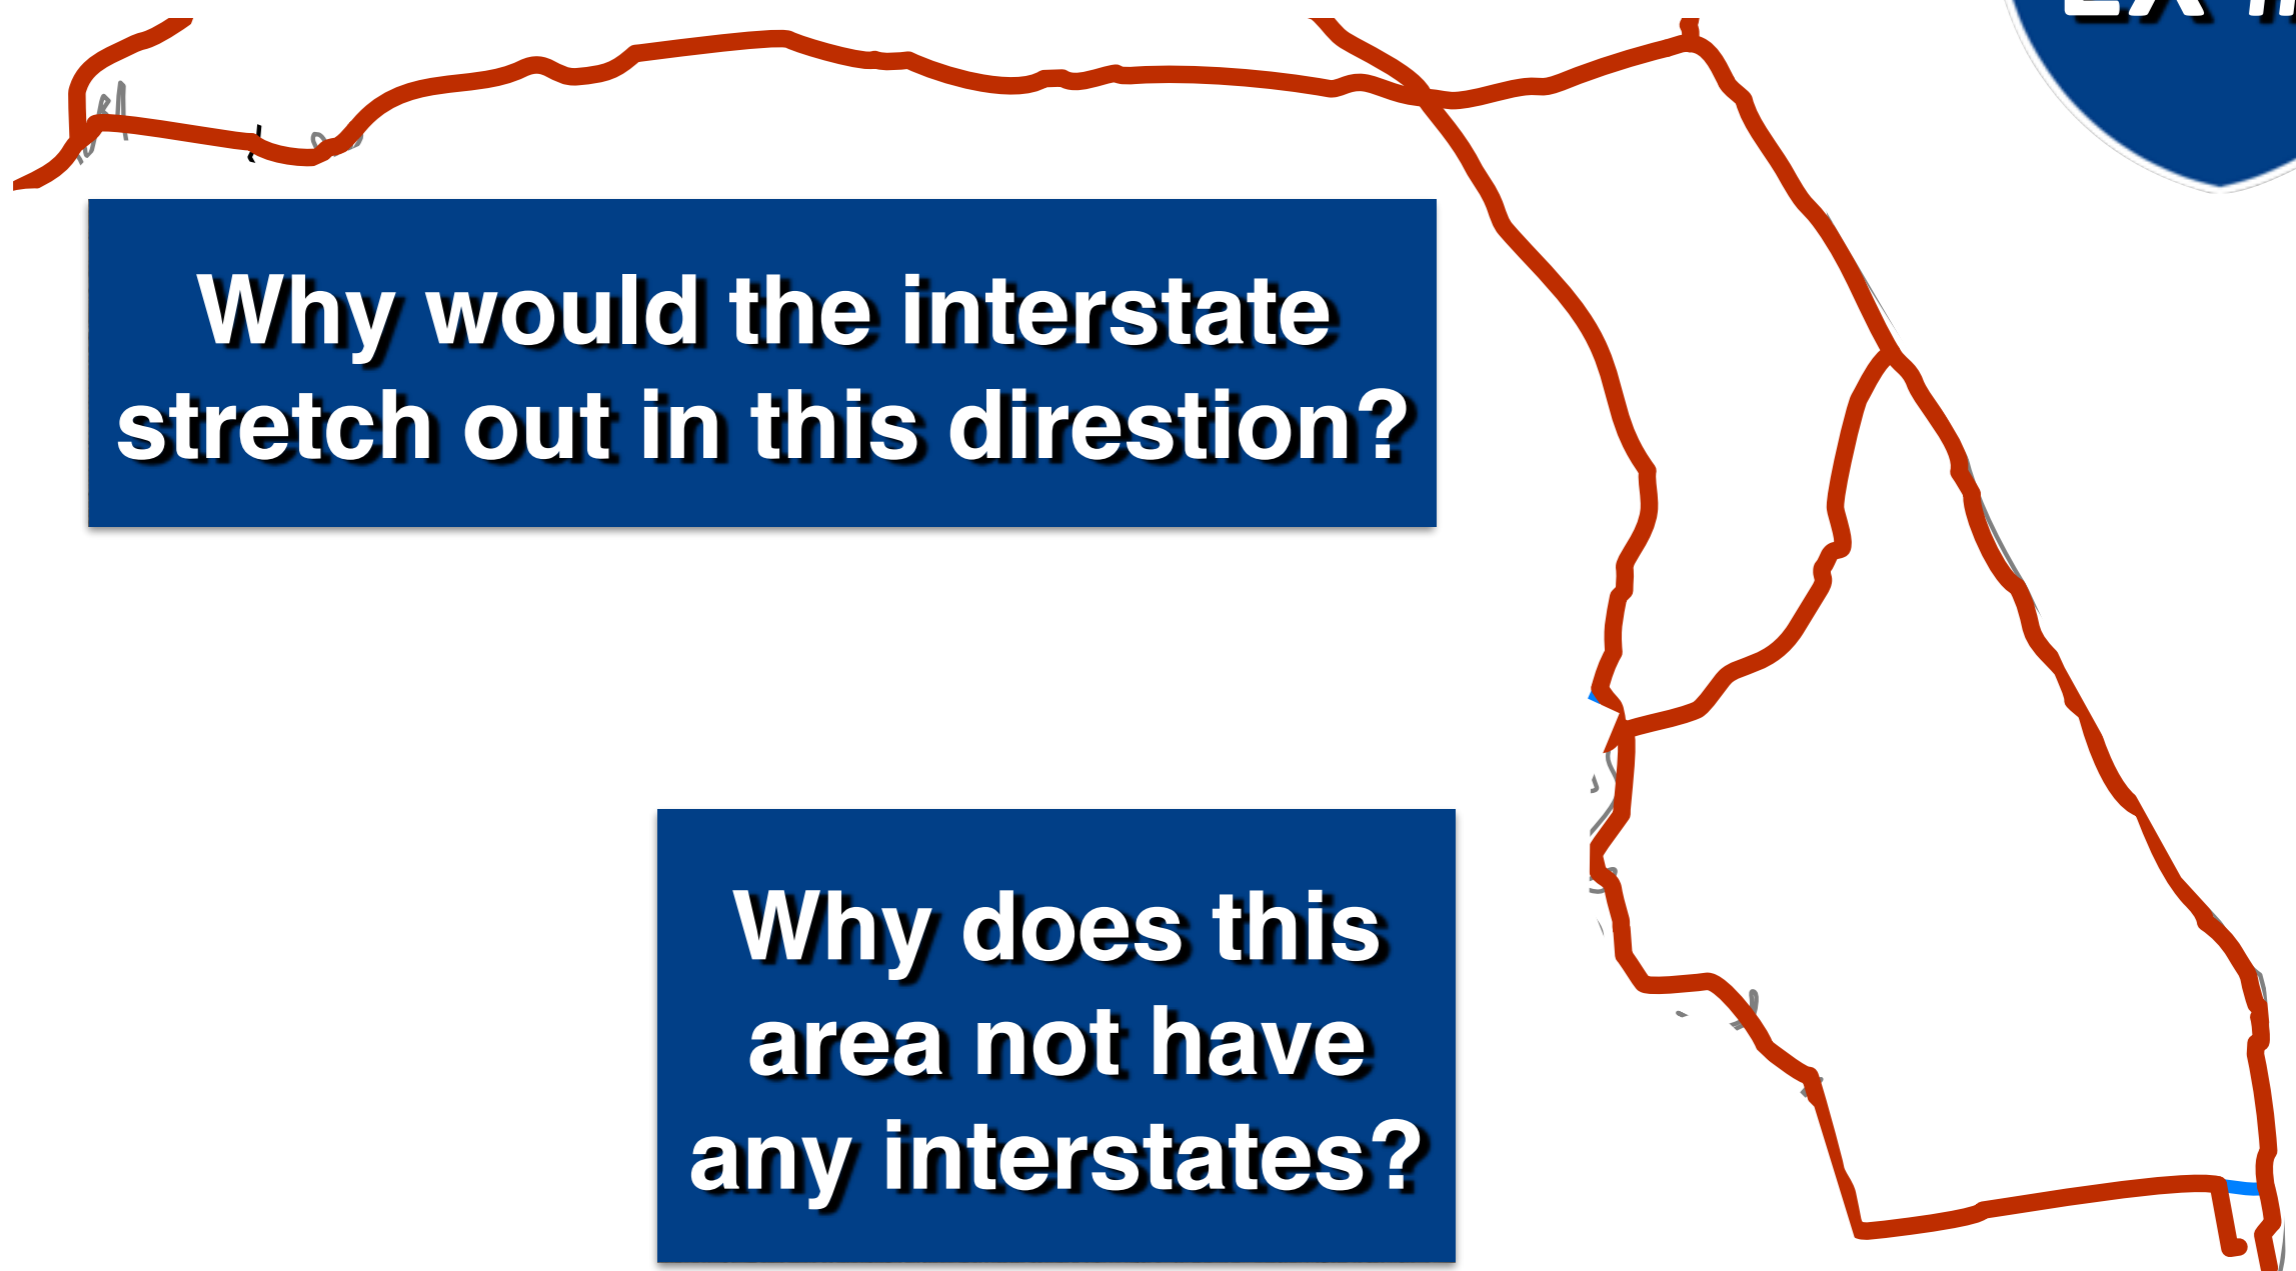 Why would the interstate
stretch out in this direstion?
Why does this
area not have
any interstates?